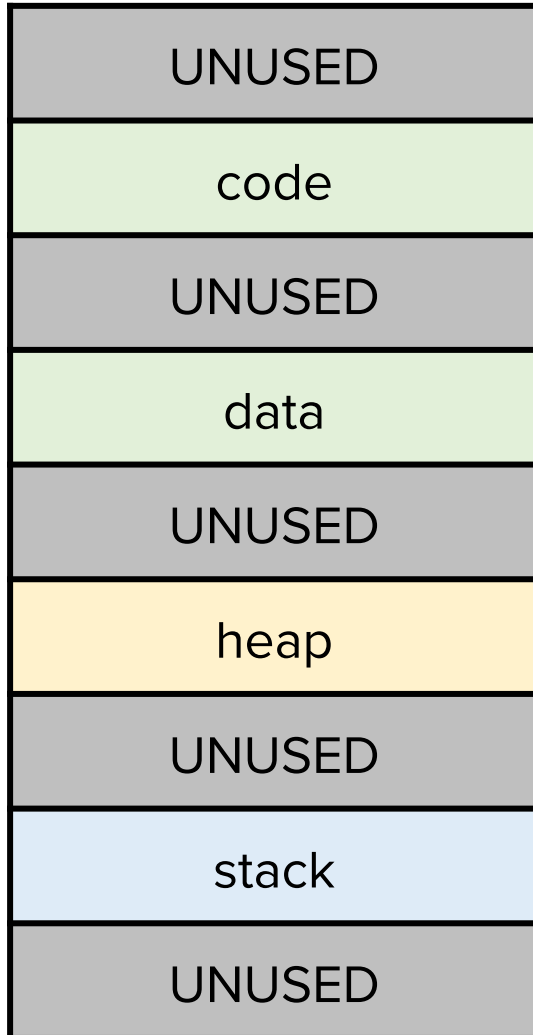 UNUSED
code
UNUSED
data
UNUSED
heap
UNUSED
stack
UNUSED